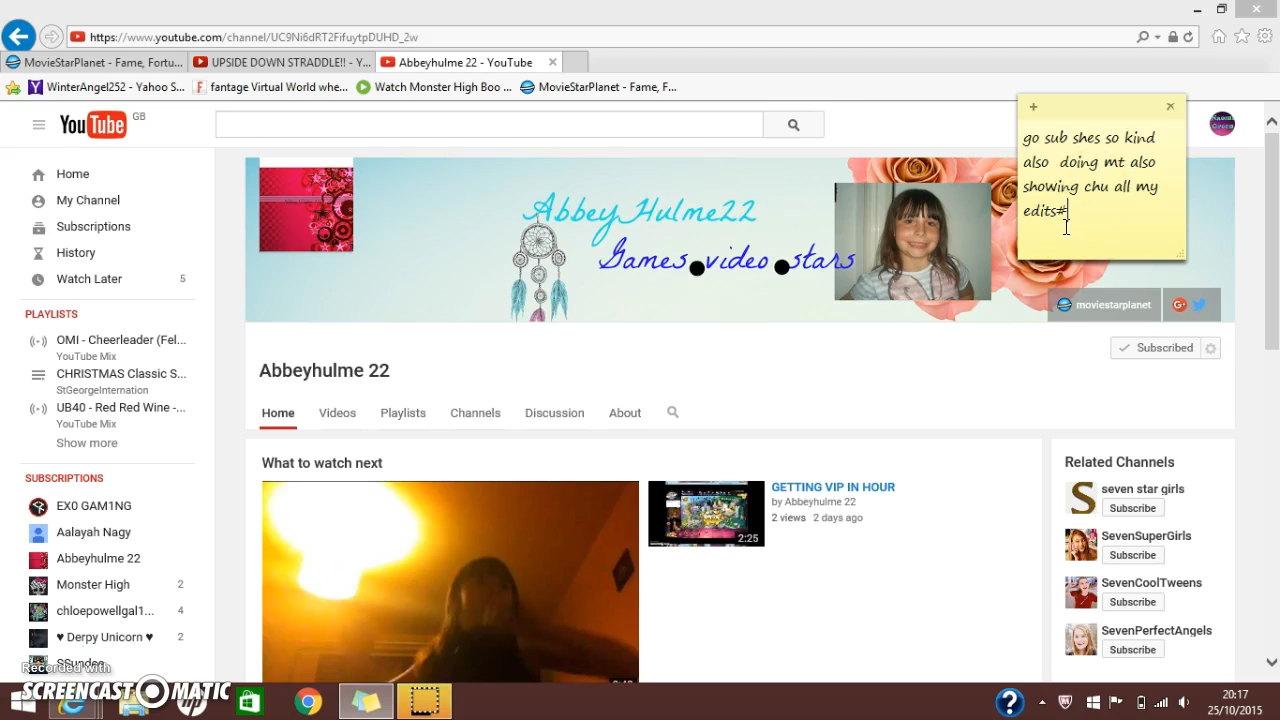 https://www.youtube.com/channel/UC9Ni6dRT2FifuytpDUHD_2w
MovieStarPlanet - Fame, Fortu...
UPSIDE DOWN STRADDLE!! - Y...
Abbeyhulme 22 - YouTube
WinterAngel252 - Yahoo S...
fantage Virtual World whe...
Watch Monster High Boo ...
MovieStarPlanet - Fame, F...
YouTube GB
go sub shes so kind
also doing mt also
showing chu all my
edits#
Home
My Channel
Subscriptions
History
Watch Later 5
PLAYLISTS
OMI - Cheerleader (Fel...
YouTube Mix
CHRISTMAS Classic S...
StGeorgeInternation
UB40 - Red Red Wine -...
YouTube Mix
Show more
SUBSCRIPTIONS
EX0 GAM1NG
Aalayah Nagy
Abbeyhulme 22
Monster High 2
chloepowellgal1... 4
♥ Derpy Unicorn ♥ 2
AbbeyHulme22
Games•video•stars
moviestarplanet
Subscribed
Abbeyhulme 22
Home
Videos
Playlists
Channels
Discussion
About
What to watch next
GETTING VIP IN HOUR
by Abbeyhulme 22
2 views 2 days ago
2:25
Related Channels
seven star girls
Subscribe
SevenSuperGirls
Subscribe
SevenCoolTweens
Subscribe
SevenPerfectAngels
Subscribe
Recorded with
SCREENCAST-O-MATIC
20:17
25/10/2015